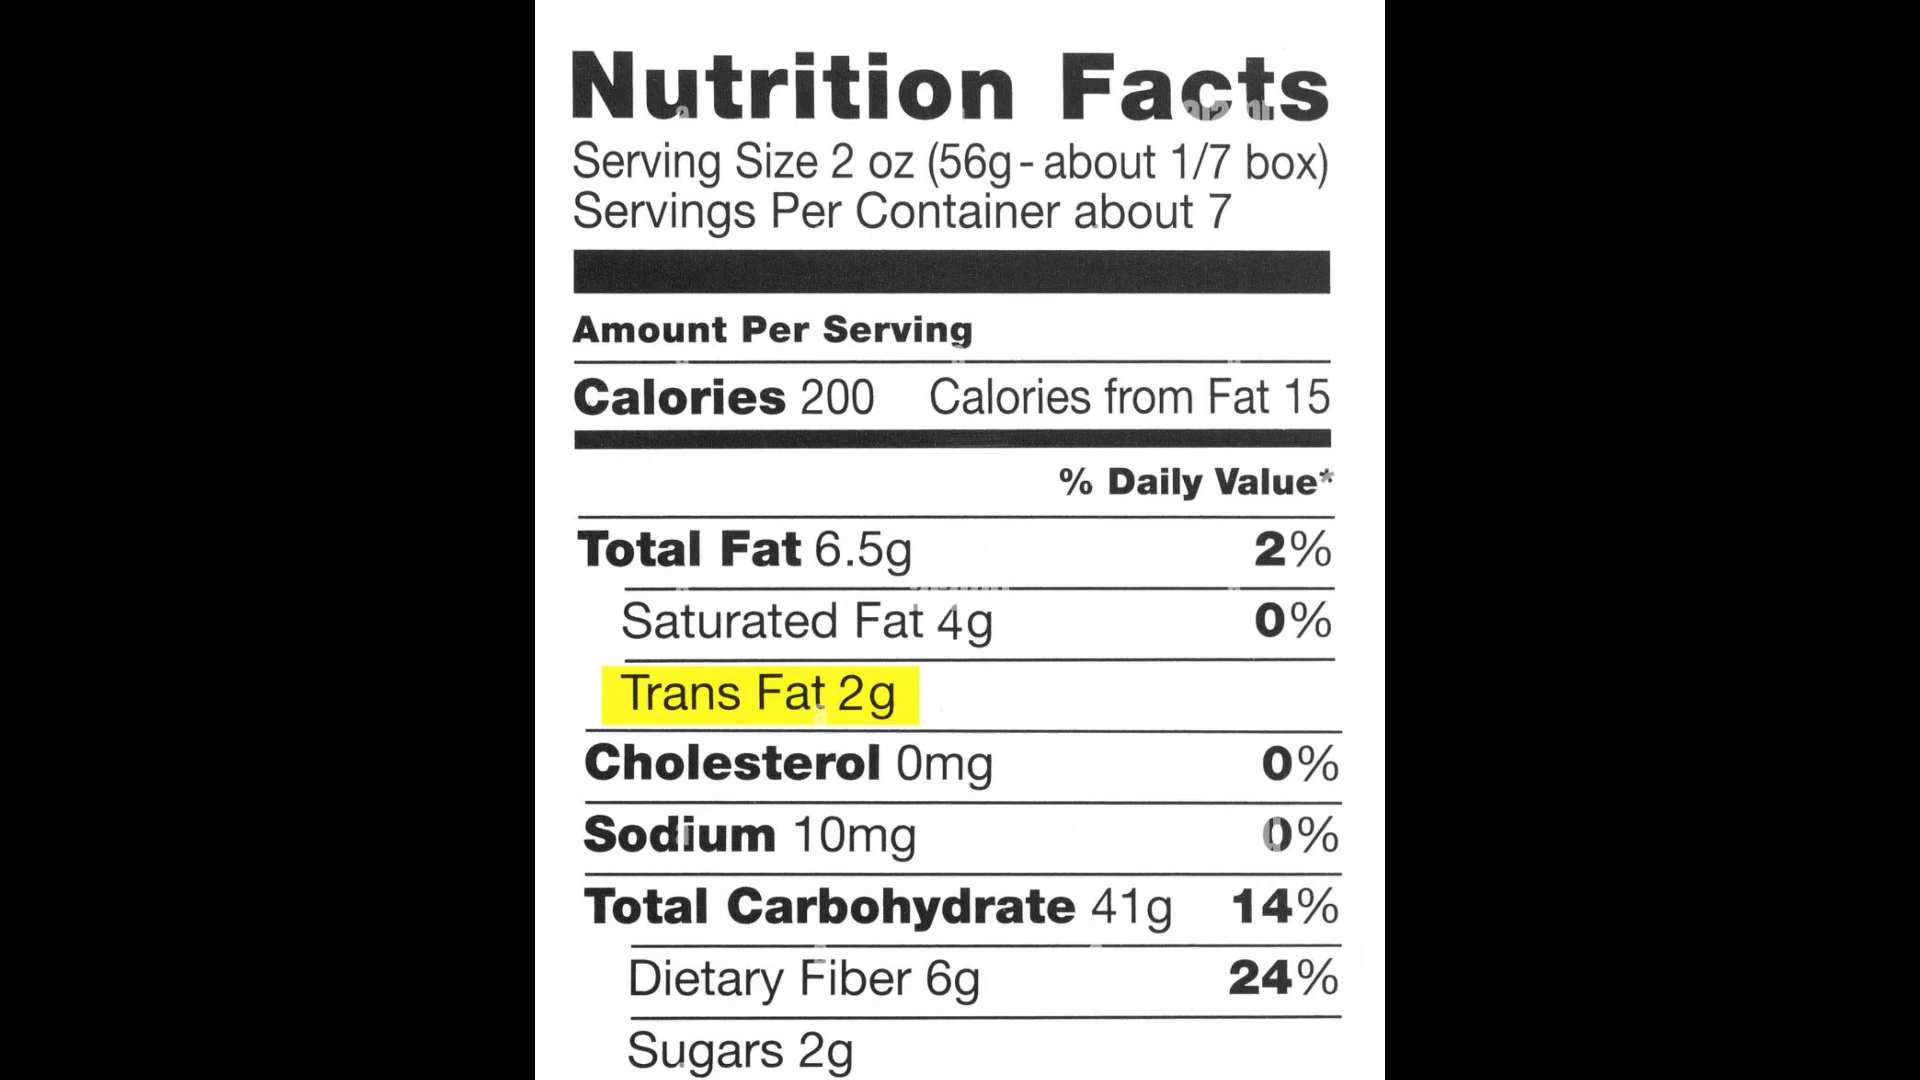 Nutrition Facts
Serving Size 2 oz (56g - about 1/7 box)
Servings Per Container about 7
Amount Per Serving
Calories 200 Calories from Fat 15
% Daily Value*
Total Fat 6.5g 2%
Saturated Fat 4g 0%
Trans Fat 2g
Cholesterol 0mg 0%
Sodium 10mg 0%
Total Carbohydrate 41g 14%
Dietary Fiber 6g 24%
Sugars 2g